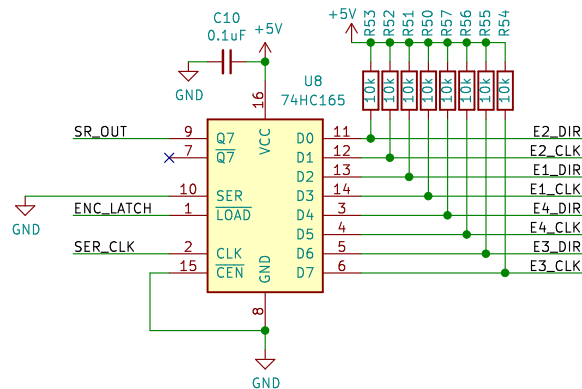 C10
0.1uF
+5V
GND
+5V
R53
R52
R51
R50
R57
R56
R55
R54
10k
10k
10k
10k
10k
10k
10k
10k
U8
74HC165
16
VCC
SR_OUT
9
Q7
D0
11
E2_DIR
7
Q7
D1
12
E2_CLK
D2
13
E1_DIR
10
SER
D3
14
E1_CLK
GND
ENC_LATCH
1
LOAD
D4
3
E4_DIR
D5
4
E4_CLK
SER_CLK
2
CLK
D6
5
E3_DIR
15
CEN
D7
6
E3_CLK
GND
8
GND